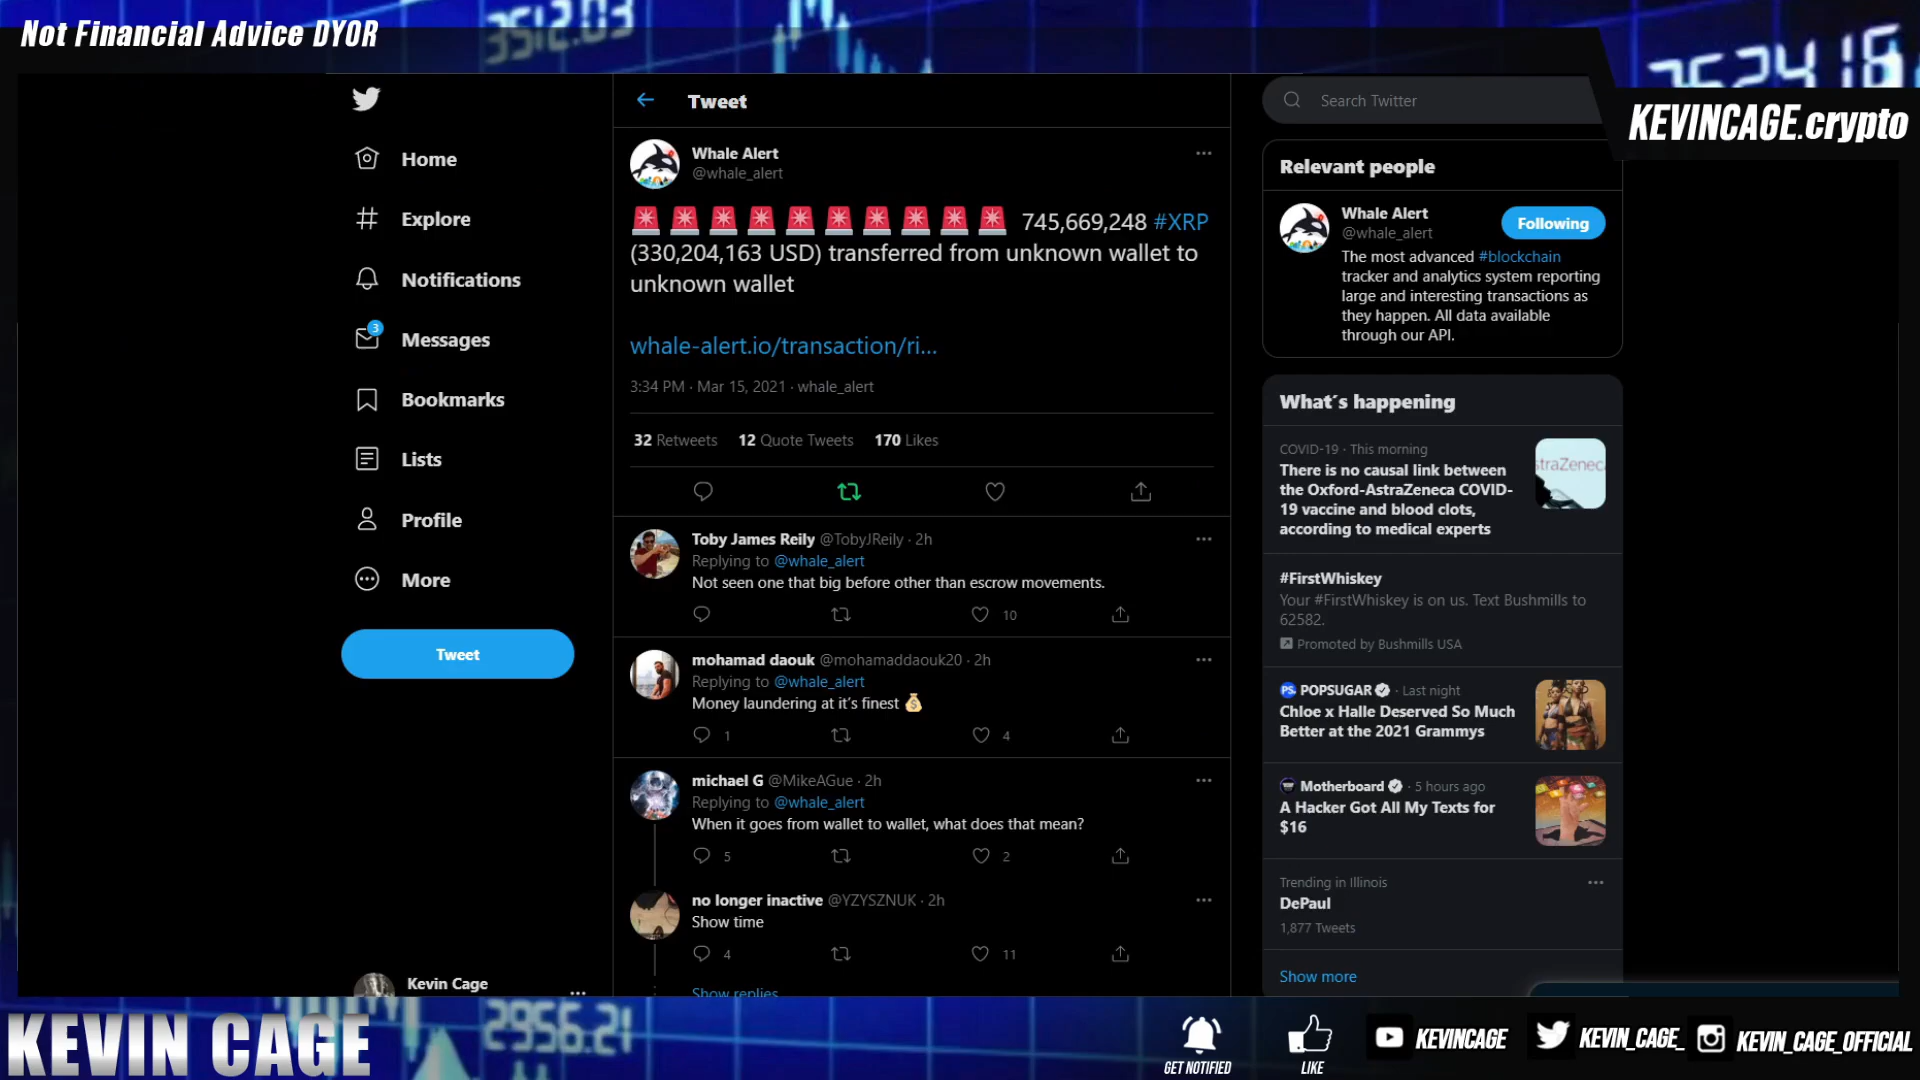 Not Financial Advice DYOR
3512.03
KEVINCAGE.crypto
Home
Explore
Notifications
3
Messages
Bookmarks
Lists
Profile
More
Tweet
Kevin Cage
Tweet
Whale Alert
@whale_alert
🚨🚨🚨🚨🚨🚨🚨🚨🚨🚨 745,669,248 #XRP
(330,204,163 USD) transferred from unknown wallet to
unknown wallet
whale-alert.io/transaction/ri...
3:34 PM · Mar 15, 2021 · whale_alert
32 Retweets 12 Quote Tweets 170 Likes
Toby James Reily @TobyJReily · 2h
Replying to @whale_alert
Not seen one that big before other than escrow movements.
10
mohamad daouk @mohamaddaouk20 · 2h
Replying to @whale_alert
Money laundering at it's finest 💰
1 4
michael G @MikeAGue · 2h
Replying to @whale_alert
When it goes from wallet to wallet, what does that mean?
5 2
no longer inactive @YZYSZNUK · 2h
Show time
4 11
Show replies
Search Twitter
Relevant people
Whale Alert
@whale_alert
Following
The most advanced #blockchain
tracker and analytics system reporting
large and interesting transactions as
they happen. All data available
through our API.
What's happening
COVID-19 · This morning
There is no causal link between
the Oxford-AstraZeneca COVID-
19 vaccine and blood clots,
according to medical experts
straZenec
#FirstWhiskey
Your #FirstWhiskey is on us. Text Bushmills to
62582.
Promoted by Bushmills USA
PS. POPSUGAR · Last night
Chloe x Halle Deserved So Much
Better at the 2021 Grammys
Motherboard · 5 hours ago
A Hacker Got All My Texts for
$16
Trending in Illinois
DePaul
1,877 Tweets
Show more
KEVIN CAGE
2956.21
GET NOTIFIED
LIKE
KEVINCAGE
KEVIN_CAGE_
KEVIN_CAGE_OFFICIAL